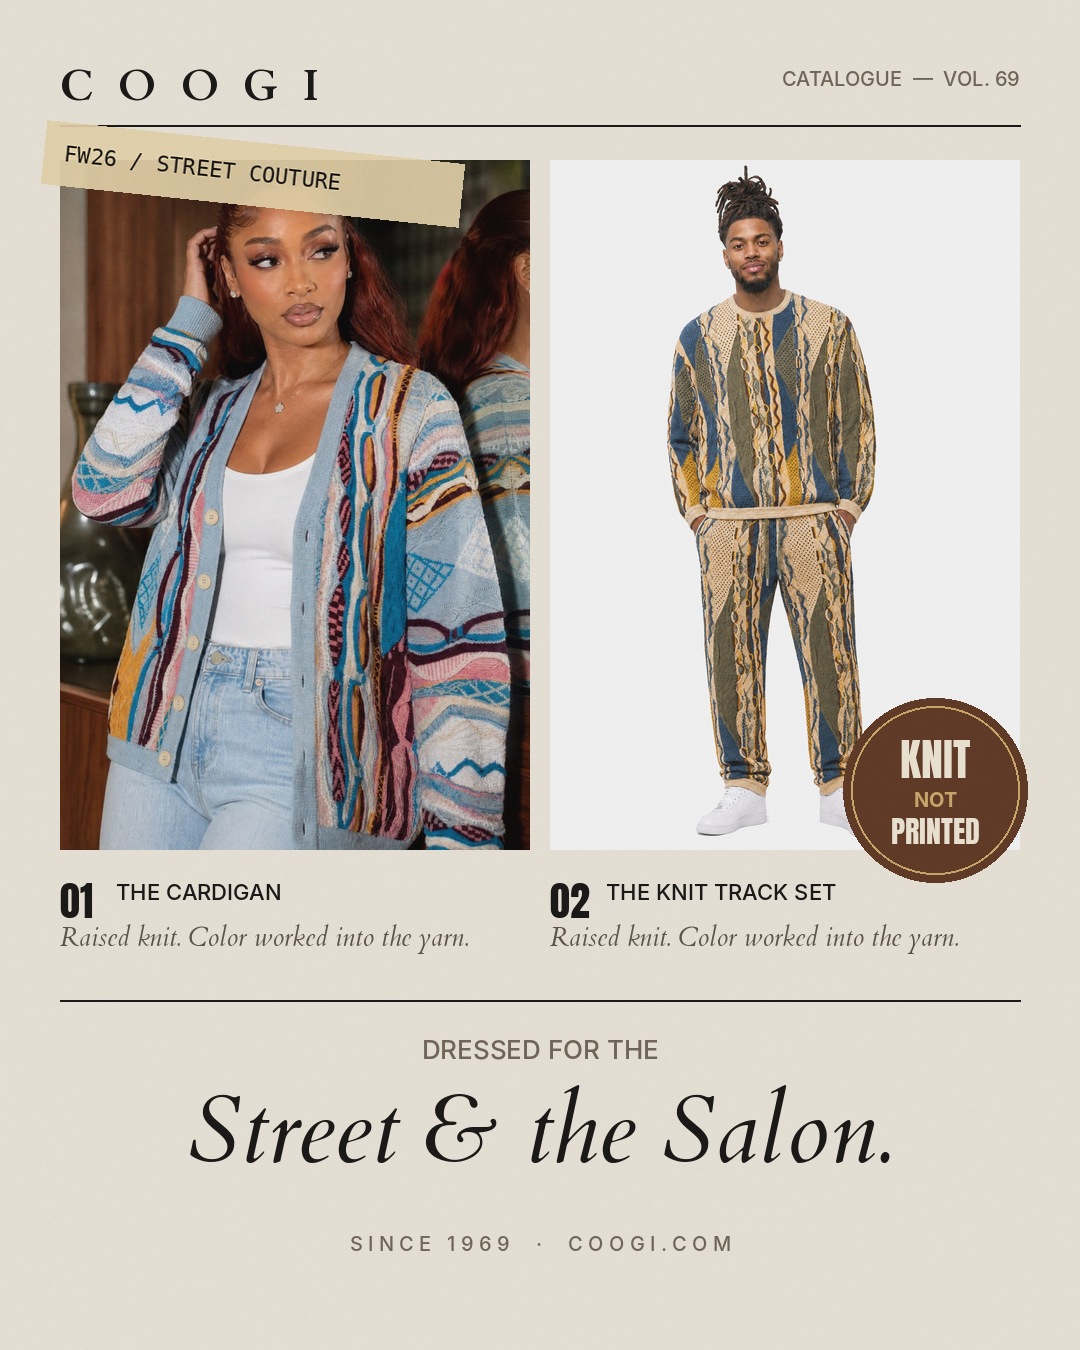 COOGI
CATALOGUE — VOL. 69
FW26 / STREET COUTURE
KNIT
NOT
PRINTED
01 THE CARDIGAN
Raised knit. Color worked into the yarn.
02 THE KNIT TRACK SET
Raised knit. Color worked into the yarn.
DRESSED FOR THE
Street & the Salon.
SINCE 1969 · COOGI.COM